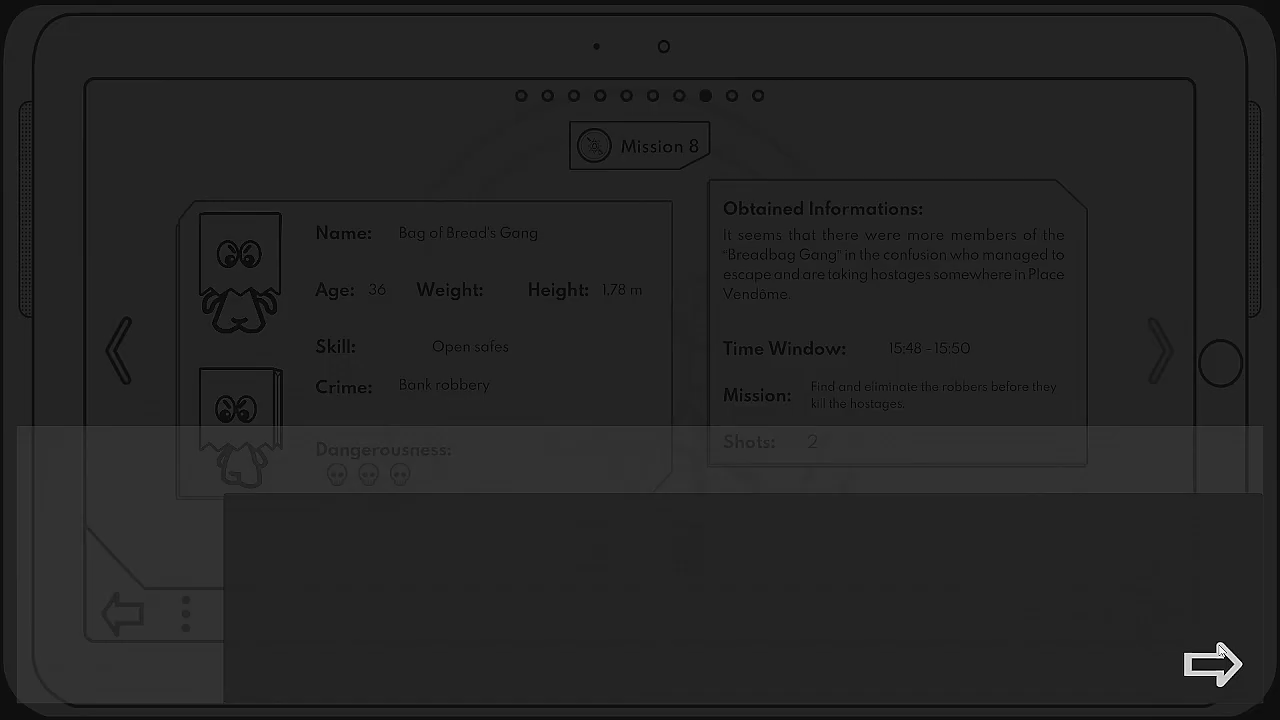 Mission 8
Name: Bag of Bread's Gang
Age: 36 Weight: Height: 1,78 m
Skill: Open safes
Crime: Bank robbery
Dangerousness:
Obtained Informations:
It seems that there were more members of the
"Breadbag Gang" in the confusion who managed to
escape and are taking hostages somewhere in Place
Vendôme.
Time Window: 15:48 -15:50
Mission: Find and eliminate the robbers before they
kill the hostages.
Shots: 2